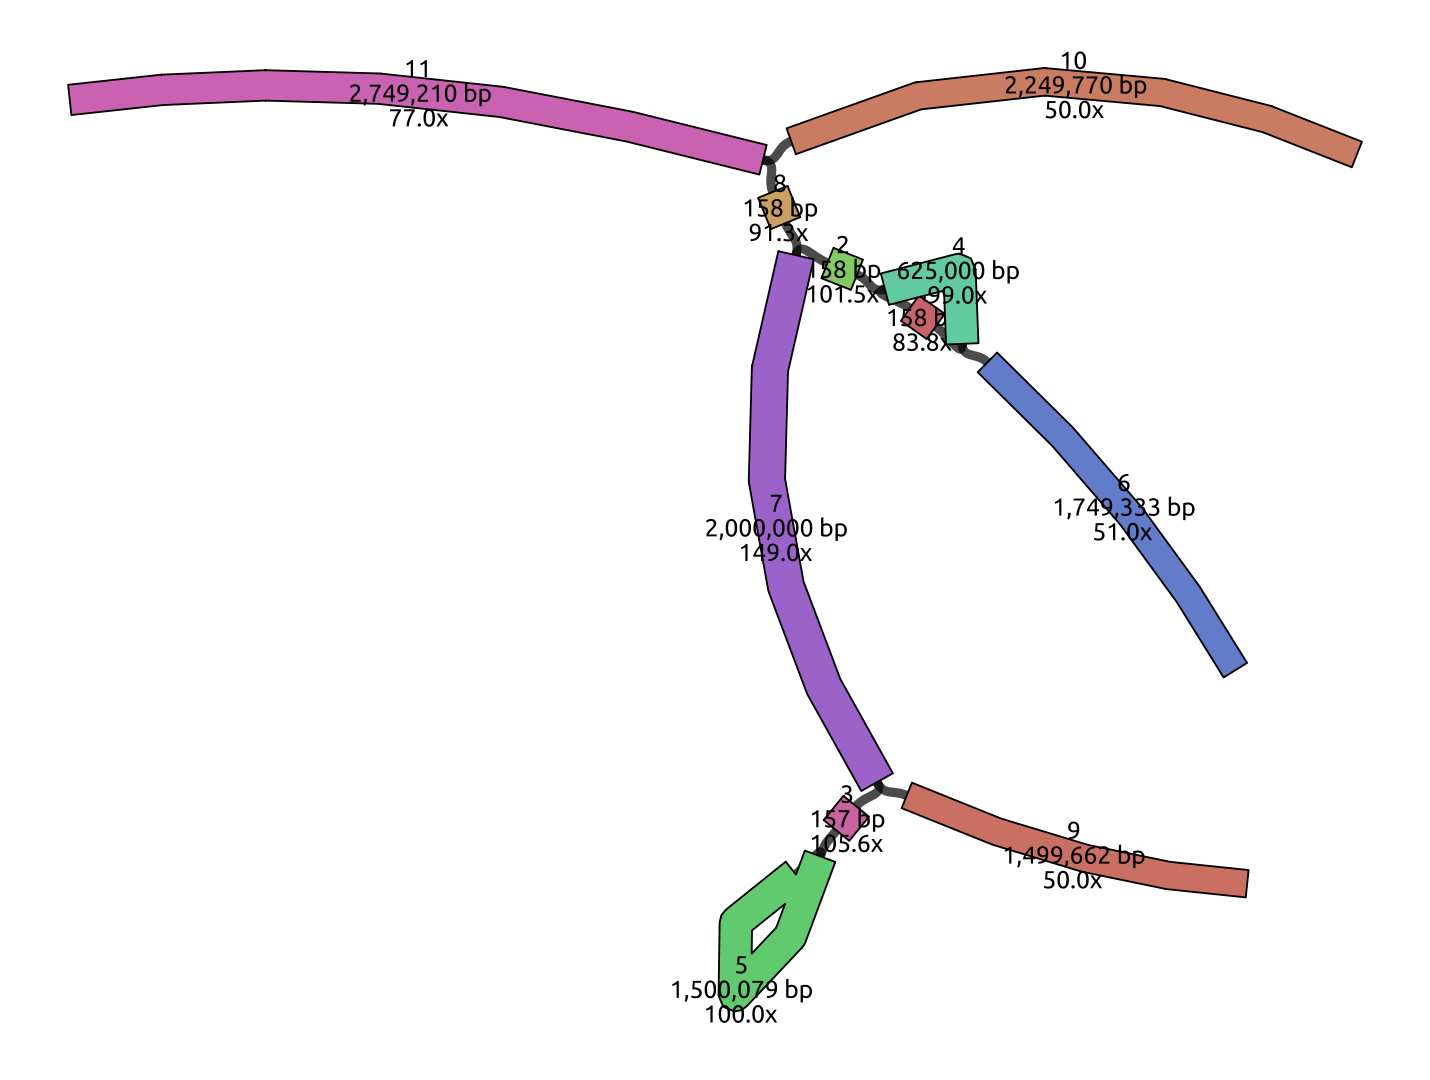 11
2,749,210 bp
77.0x
10
2,249,770 bp
50.0x
8
158 bp
91.3x
2
158 bp
101.5x
4
625,000 bp
99.0x
158 bp
83.8x
6
1,749,333 bp
51.0x
7
2,000,000 bp
149.0x
3
157 bp
105.6x
9
1,499,662 bp
50.0x
5
1,500,079 bp
100.0x